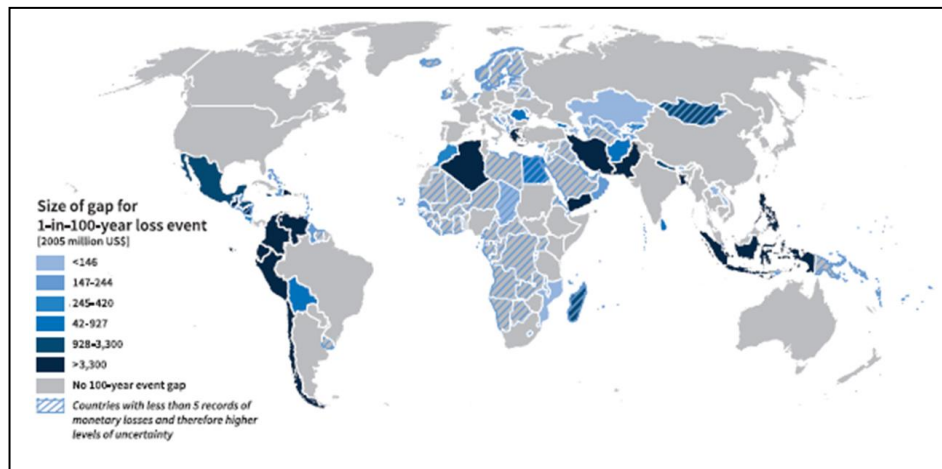 Size of gap for
1-in-100-year loss event
[2005 million US$]
<146
147-244
245-420
42-927
928-3,300
>3,300
No 100-year event gap
Countries with less than 5 records of
monetary losses and therefore higher
levels of uncertainty